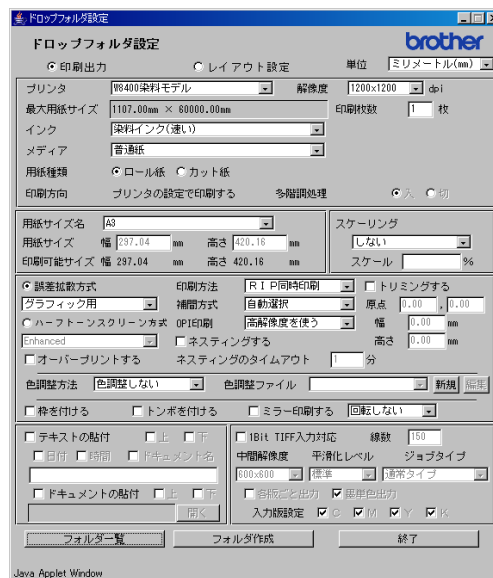 ドロップフォルダ設定
ドロップフォルダ設定
brother
印刷出力 レイアウト設定 単位 ミリメートル(mm)
プリンタ W8400染料モデル 解像度 1200x1200 dpi
最大用紙サイズ 1107.00mm × 60000.00mm 印刷枚数 1 枚
インク 染料インク(速い)
メディア 普通紙
用紙種類 ロール紙 カット紙
印刷方向 プリンタの設定で印刷する 多階調処理 入 切
用紙サイズ名 A3 スケーリング
用紙サイズ 幅 297.04 mm 高さ 420.16 mm しない
印刷可能サイズ 幅 297.04 mm 高さ 420.16 mm スケール %
誤差拡散方式 印刷方法 RIP同時印刷 トリミングする
グラフィック用 補間方式 自動選択 原点 0.00 , 0.00
ハーフトーンスクリーン方式 OPI印刷 高解像度を使う 幅 0.00 mm
Enhanced ネスティングする 高さ 0.00 mm
オーバープリントする ネスティングのタイムアウト 1 分
色調整方法 色調整しない 色調整ファイル 新規 編集
枠を付ける トンボを付ける ミラー印刷する 回転しない
テキストの貼付 上 下 1Bit TIFF入力対応 線数 150
日付 時間 ドキュメント名 中間解像度 平滑化レベル ジョブタイプ
600x600 標準 通常タイプ
ドキュメントの貼付 上 下 各版ごと出力 単色出力
開く 入力版設定 C M Y K
フォルダ一覧 フォルダ作成 終了
Java Applet Window